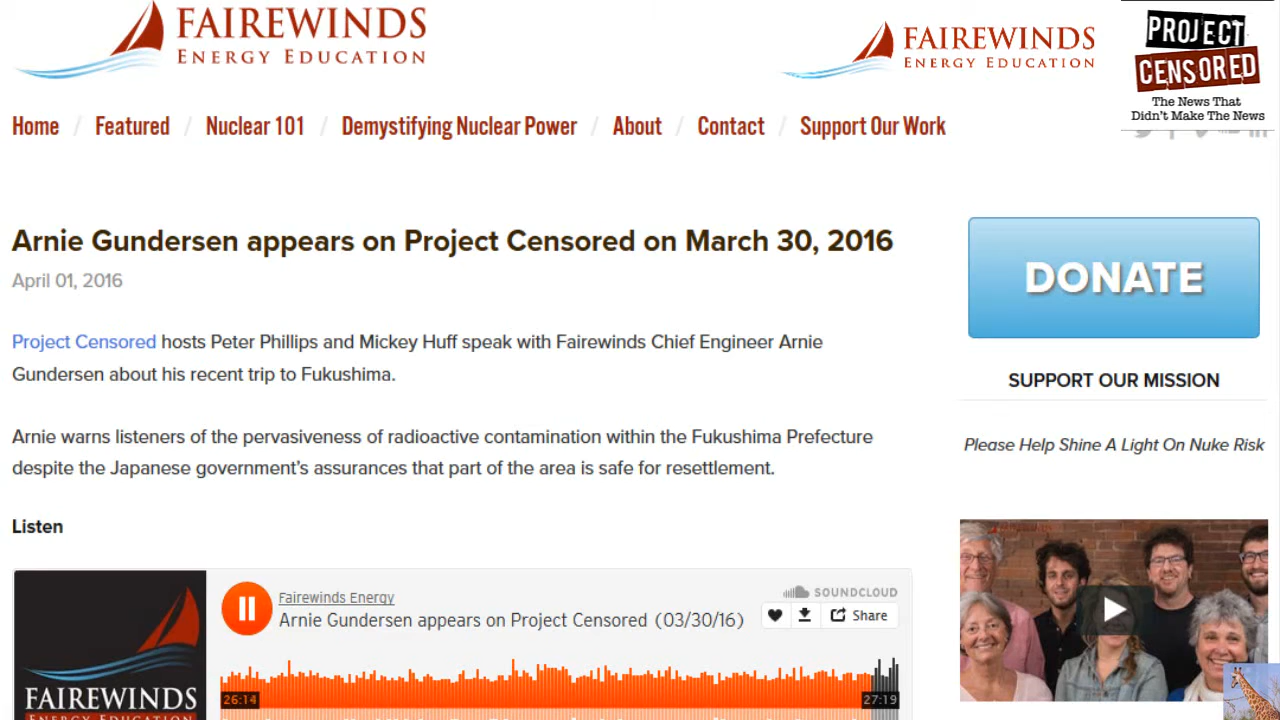 FAIREWINDS
ENERGY EDUCATION
FAIREWINDS
ENERGY EDUCATION
PROJECT
CENSORED
The News That
Didn't Make The News
Home / Featured / Nuclear 101 / Demystifying Nuclear Power / About / Contact / Support Our Work
Arnie Gundersen appears on Project Censored on March 30, 2016
April 01, 2016
Project Censored hosts Peter Phillips and Mickey Huff speak with Fairewinds Chief Engineer Arnie
Gundersen about his recent trip to Fukushima.
Arnie warns listeners of the pervasiveness of radioactive contamination within the Fukushima Prefecture
despite the Japanese government's assurances that part of the area is safe for resettlement.
Listen
DONATE
SUPPORT OUR MISSION
Please Help Shine A Light On Nuke Risk
FAIREWINDS
ENERGY EDUCATION
Fairewinds Energy
Arnie Gundersen appears on Project Censored (03/30/16)
SOUNDCLOUD
Share
26:14
27:19